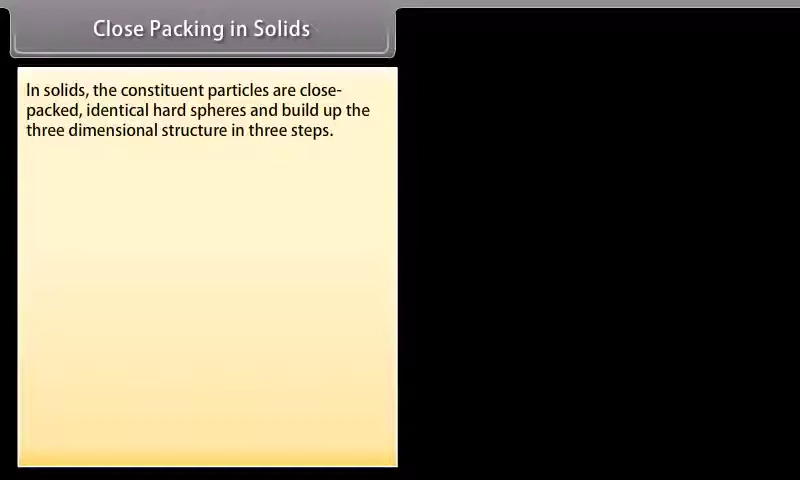 Close Packing in Solids
In solids, the constituent particles are close-
packed, identical hard spheres and build up the
three dimensional structure in three steps.